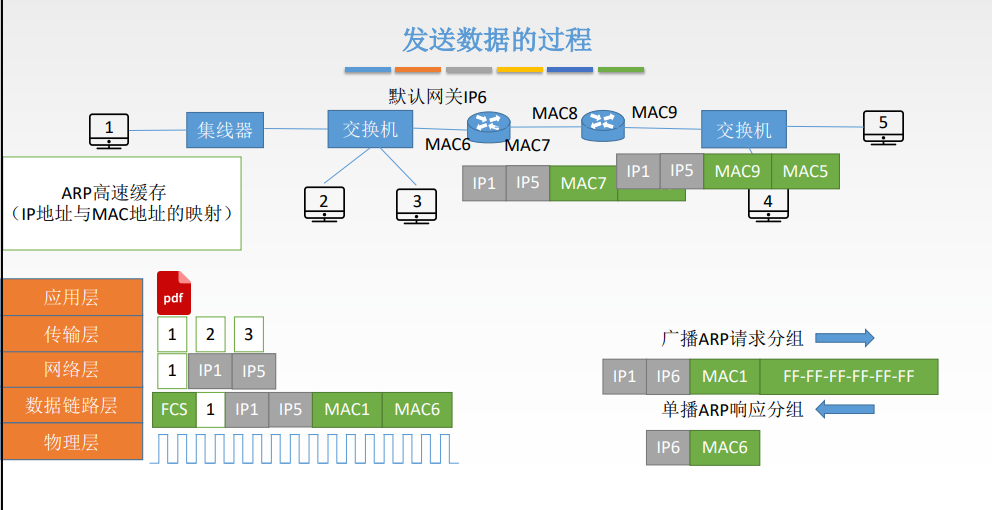 发送数据的过程
默认网关IP6
MAC8
MAC9
1
集线器
交换机
交换机
5
MAC6
MAC7
IP1 IP5 MAC7
IP1 IP5 MAC9 MAC5
2
3
4
ARP高速缓存
（IP地址与MAC地址的映射）
应用层
pdf
传输层
1 2 3
网络层
1 IP1 IP5
数据链路层
FCS 1 IP1 IP5 MAC1 MAC6
物理层
广播ARP请求分组
IP1 IP6 MAC1 FF-FF-FF-FF-FF-FF
单播ARP响应分组
IP6 MAC6